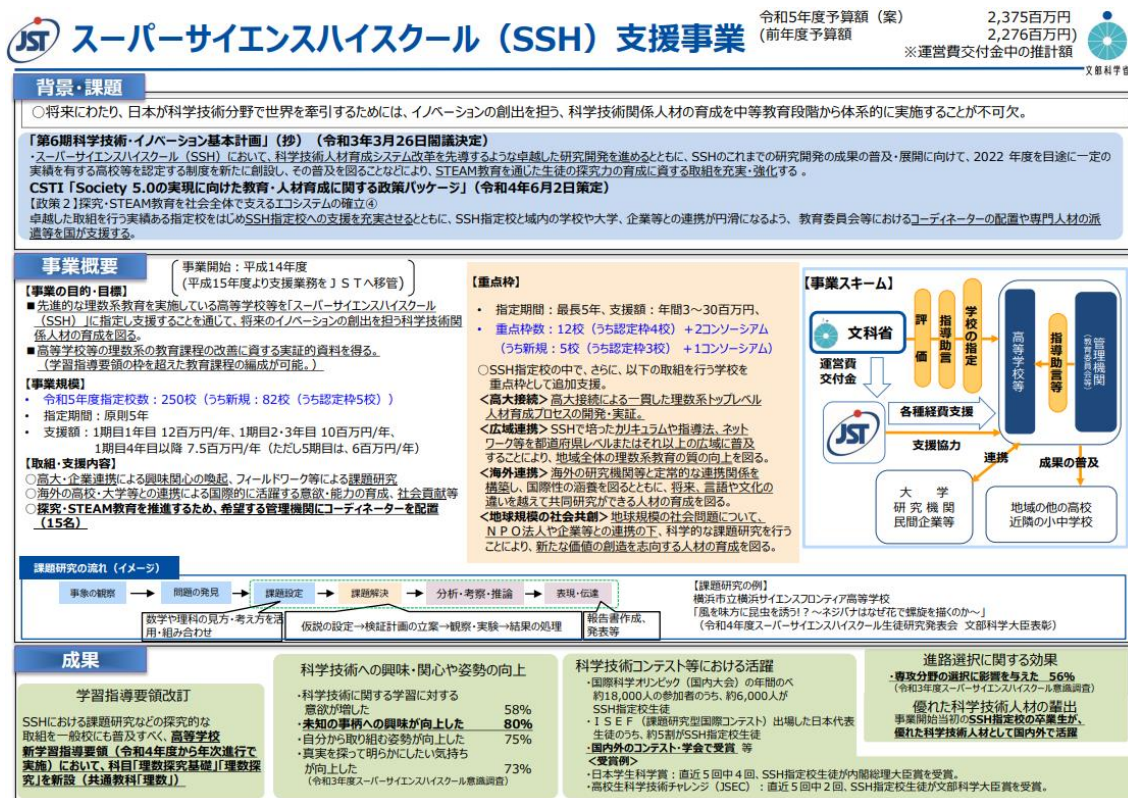 JST
スーパーサイエンスハイスクール（SSH）支援事業
令和5年度予算額（案） 2,375百万円
(前年度予算額 2,276百万円)
※運営費交付金中の推計額
文部科学省
背景・課題
○将来にわたり、日本が科学技術分野で世界を牽引するためには、イノベーションの創出を担う、科学技術関係人材の育成を中等教育段階から体系的に実施することが不可欠。
「第6期科学技術・イノベーション基本計画」（抄）（令和3年3月26日閣議決定）
・スーパーサイエンスハイスクール（SSH）において、科学技術人材育成システム改革を先導するような卓越した研究開発を進めるとともに、SSHのこれまでの研究開発の成果の普及・展開に向けて、2022 年度を目途に一定の
実績を有する高校等を認定する制度を新たに創設し、その普及を図ることなどにより、STEAM教育を通じた生徒の探究力の育成に資する取組を充実・強化する 。
CSTI「Society 5.0の実現に向けた教育・人材育成に関する政策パッケージ」（令和4年6月2日策定）
【政策２】探究・STEAM教育を社会全体で支えるエコシステムの確立④
卓越した取組を行う実績ある指定校をはじめSSH指定校への支援を充実させるとともに、SSH指定校と域内の学校や大学、企業等との連携が円滑になるよう、 教育委員会等におけるコーディネーターの配置や専門人材の派
遣等を国が支援する。
事業概要
事業開始：平成14年度
(平成15年度より支援業務をＪＳＴへ移管)
【事業の目的・目標】
■先進的な理数系教育を実施している高等学校等を「スーパーサイエンスハイスクール
（SSH）」に指定し支援することを通じて、将来のイノベーションの創出を担う科学技術関
係人材の育成を図る。
■高等学校等の理数系の教育課程の改善に資する実証的資料を得る。
（学習指導要領の枠を超えた教育課程の編成が可能。）
【事業規模】
• 令和5年度指定校数：250校（うち新規：82校（うち認定枠5校））
• 指定期間：原則5年
• 支援額：1期目1年目 12百万円/年、1期目2・3年目 10百万円/年、
1期目4年目以降 7.5百万円/年（ただし5期目は、6百万円/年）
【取組・支援内容】
○高大・企業連携による興味関心の喚起、フィールドワーク等による課題研究
○海外の高校・大学等との連携による国際的に活躍する意欲・能力の育成、社会貢献等
○探究・STEAM教育を推進するため、希望する管理機関にコーディネーターを配置
（15名）
【重点枠】
• 指定期間：最長5年、支援額：年間3～30百万円、
• 重点枠数：12校（うち認定枠4校）＋2コンソーシアム
（うち新規：5校（うち認定枠3校） ＋1コンソーシアム）
○SSH指定校の中で、さらに、以下の取組を行う学校を
重点枠として追加支援。
＜高大接続＞高大接続による一貫した理数系トップレベル
人材育成プロセスの開発・実証。
＜広域連携＞SSHで培ったカリキュラムや指導法、ネット
ワーク等を都道府県レベルまたはそれ以上の広域に普及
することにより、地域全体の理数系教育の質の向上を図る。
＜海外連携＞海外の研究機関等と定常的な連携関係を
構築し、国際性の涵養を図るとともに、将来、言語や文化の
違いを越えて共同研究ができる人材の育成を図る。
＜地球規模の社会共創＞地球規模の社会問題について、
ＮＰＯ法人や企業等との連携の下、科学的な課題研究を行う
ことにより、新たな価値の創造を志向する人材の育成を図る。
【事業スキーム】
文科省
評価
指導助言
学校の指定
高等学校等
指導助言等
管理機関
（教育委員会等）
運営費
交付金
各種経費支援
JST
支援協力
連携
成果の普及
大　学
研究機関
民間企業等
地域の他の高校
近隣の小中学校
課題研究の流れ（イメージ）
事象の観察
問題の発見
課題設定
課題解決
分析・考察・推論
表現・伝達
数学や理科の見方・考え方を活
用・組み合わせ
仮説の設定→検証計画の立案→観察・実験→結果の処理
報告書作成、
発表等
【課題研究の例】
横浜市立横浜サイエンスフロンティア高等学校
「風を味方に昆虫を誘う！？～ネジバナはなぜ花で螺旋を描くのか～」
（令和4年度スーパーサイエンスハイスクール生徒研究発表会 文部科学大臣表彰）
成果
学習指導要領改訂
SSHにおける課題研究などの探究的な
取組を一般校にも普及すべく、高等学校
新学習指導要領（令和4年度から年次進行で
実施）において、科目「理数探究基礎」「理数探
究」を新設（共通教科「理数」）
科学技術への興味・関心や姿勢の向上
・科学技術に関する学習に対する
意欲が増した 58%
・未知の事柄への興味が向上した 80%
・自分から取り組む姿勢が向上した 75%
・真実を探って明らかにしたい気持ち
が向上した 73%
（令和3年度スーパーサイエンスハイスクール意識調査）
科学技術コンテスト等における活躍
・国際科学オリンピック（国内大会）の年間のべ
約18,000人の参加者のうち、約6,000人が
SSH指定校生徒
・ＩＳＥＦ（課題研究型国際コンテスト）出場した日本代表
生徒のうち、約5割がSSH指定校生徒
・国内外のコンテスト・学会で受賞 等
＜受賞例＞
・日本学生科学賞：直近５回中４回、SSH指定校生徒が内閣総理大臣賞を受賞。
・高校生科学技術チャレンジ（JSEC）：直近５回中２回、SSH指定校生徒が文部科学大臣賞を受賞。
進路選択に関する効果
・専攻分野の選択に影響を与えた 56%
（令和3年度スーパーサイエンスハイスクール意識調査）
優れた科学技術人材の輩出
事業開始当初のSSH指定校の卒業生が、
優れた科学技術人材として国内外で活躍